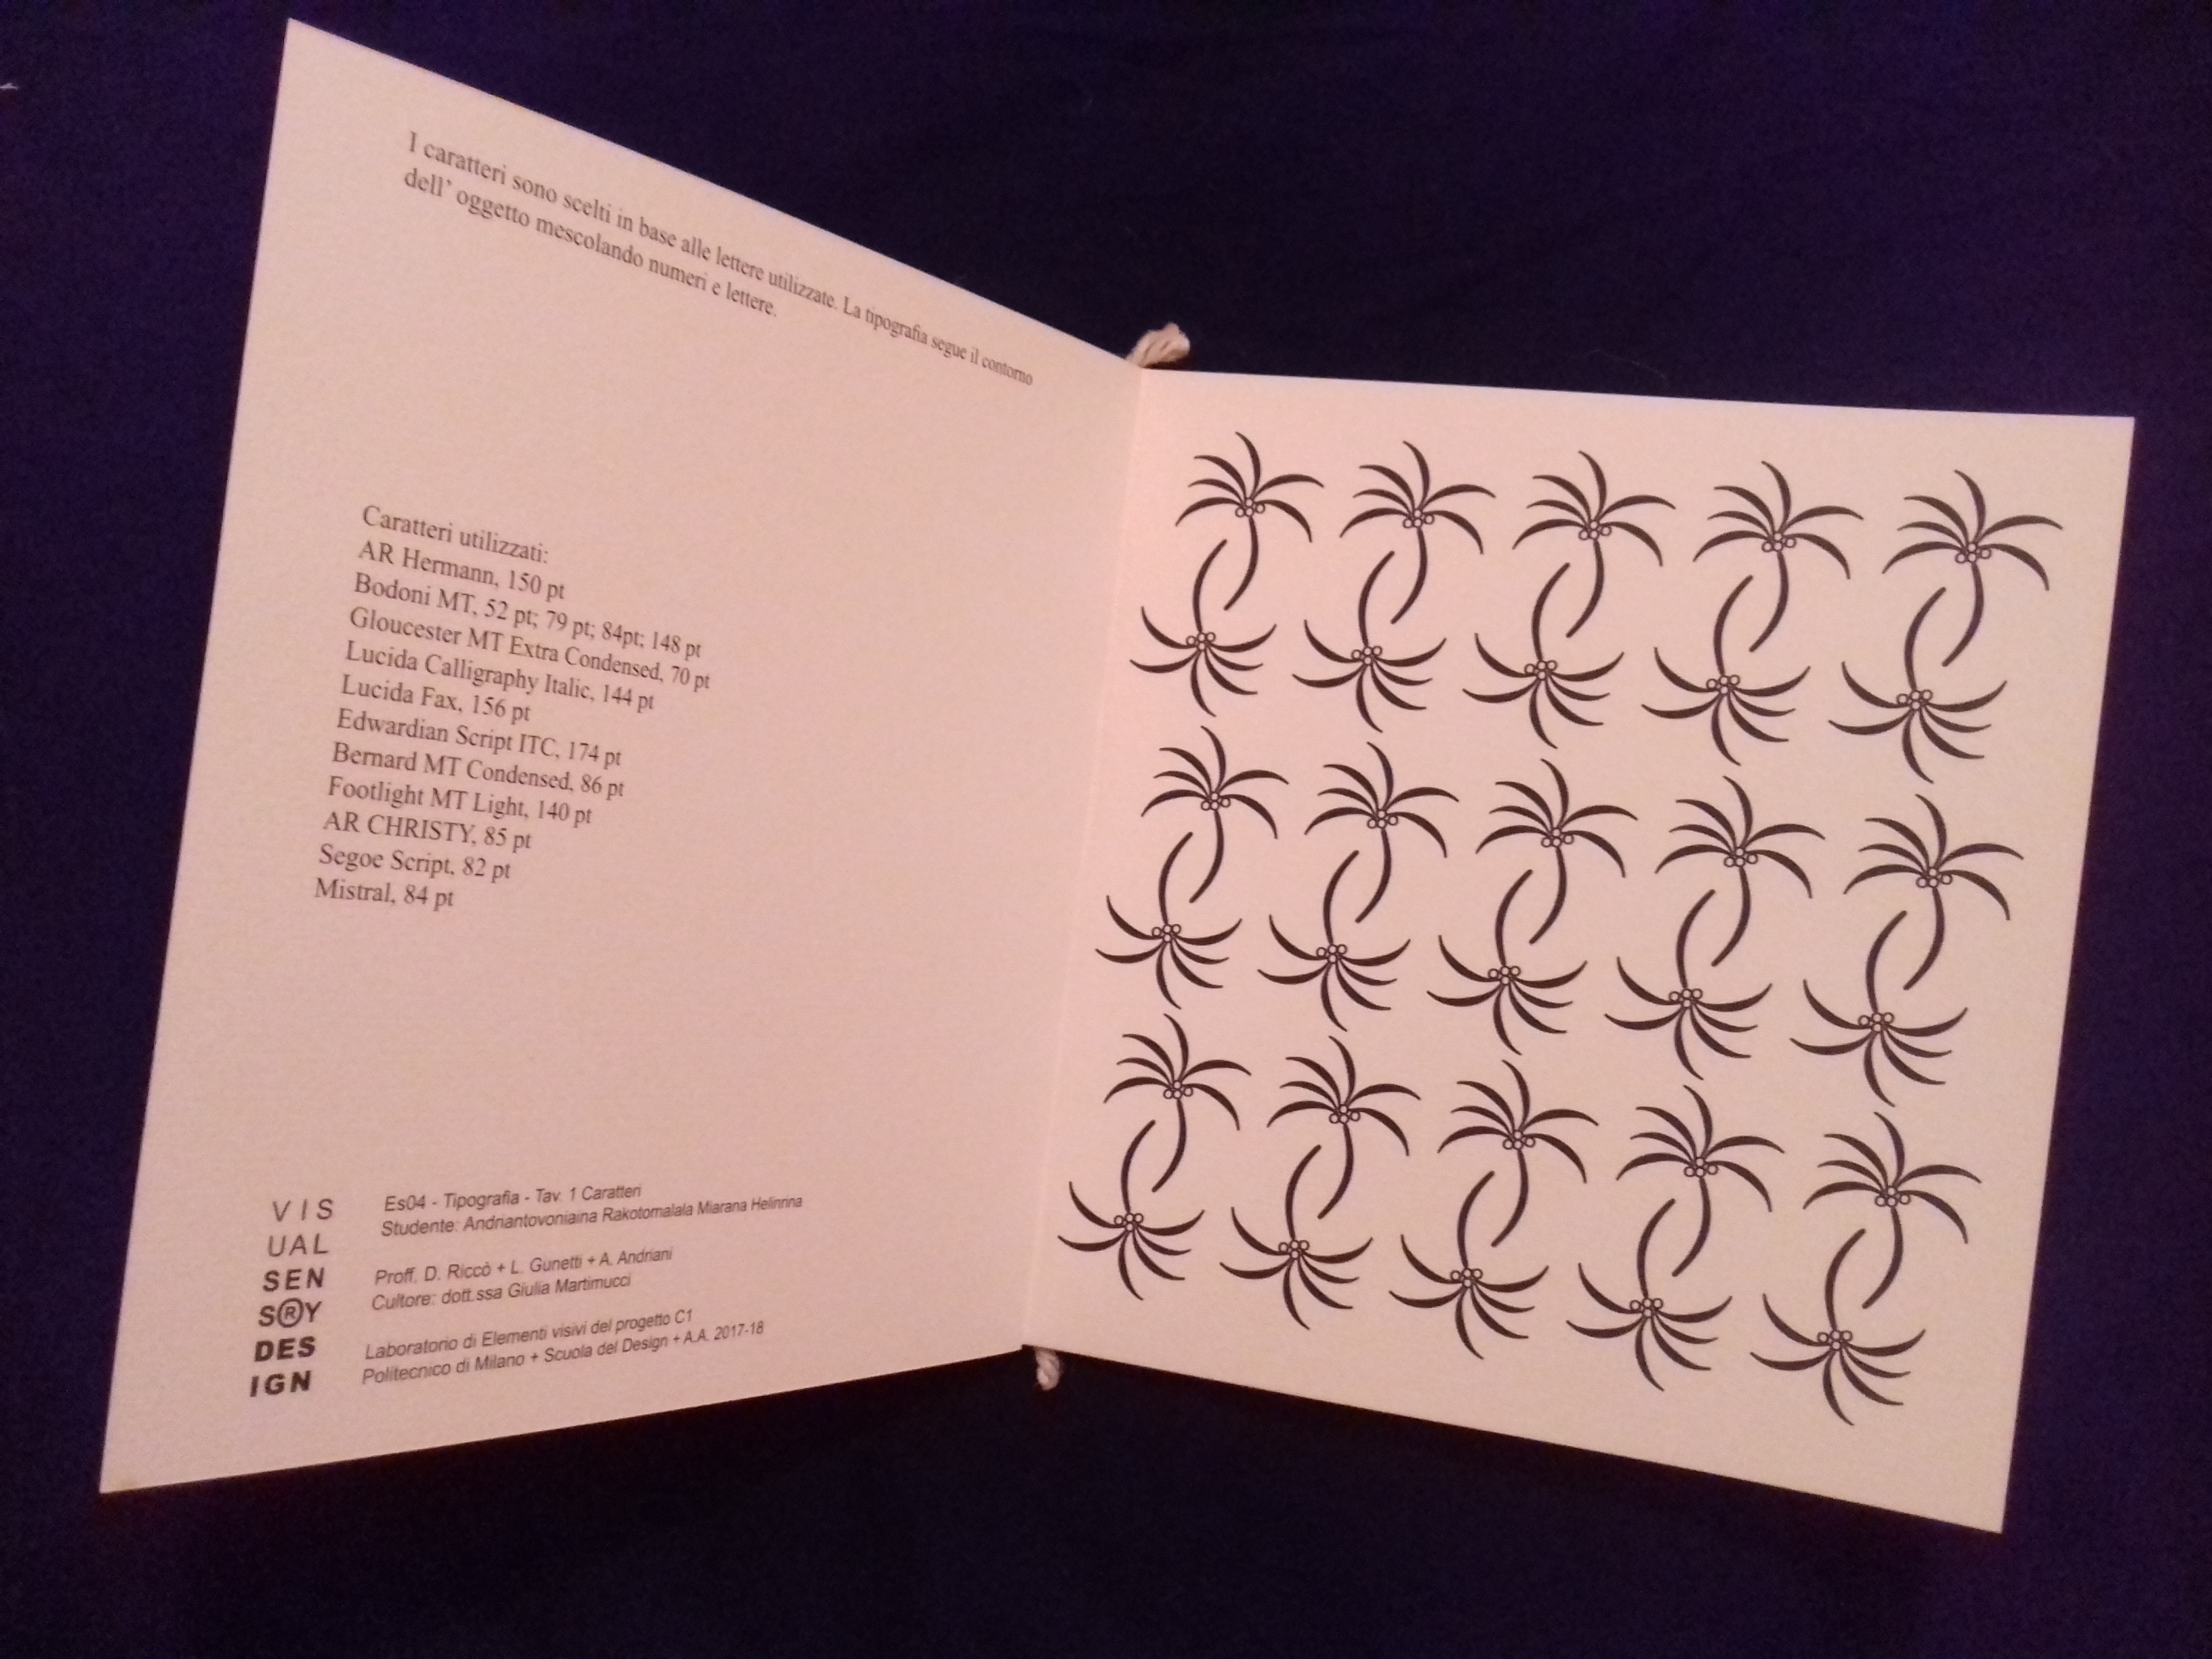 I caratteri sono scelti in base alle lettere utilizzate. La tipografia segue il contorno
dell' oggetto mescolando numeri e lettere.
Caratteri utilizzati:
AR Hermann, 150 pt
Bodoni MT, 52 pt; 79 pt; 84pt; 148 pt
Gloucester MT Extra Condensed, 70 pt
Lucida Calligraphy Italic, 144 pt
Lucida Fax, 156 pt
Edwardian Script ITC, 174 pt
Bernard MT Condensed, 86 pt
Footlight MT Light, 140 pt
AR CHRISTY, 85 pt
Segoe Script, 82 pt
Mistral, 84 pt
VIS
UAL
SEN
S®Y
DES
IGN
Es04 - Tipografia - Tav. 1 Caratteri
Studente: Andriantovoniaina Rakotomalala Miarana Helinrina
Proff. D. Riccò + L. Gunetti + A. Andriani
Cultore: dott.ssa Giulia Martimucci
Laboratorio di Elementi visivi del progetto C1
Politecnico di Milano + Scuola del Design + A.A. 2017-18